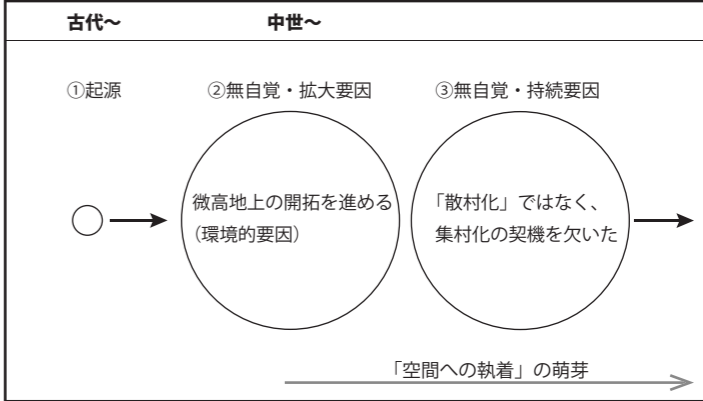 古代〜
中世〜
①起源
②無自覚・拡大要因
③無自覚・持続要因
微高地上の開拓を進める
(環境的要因)
「散村化」ではなく、
集村化の契機を欠いた
「空間への執着」の萌芽